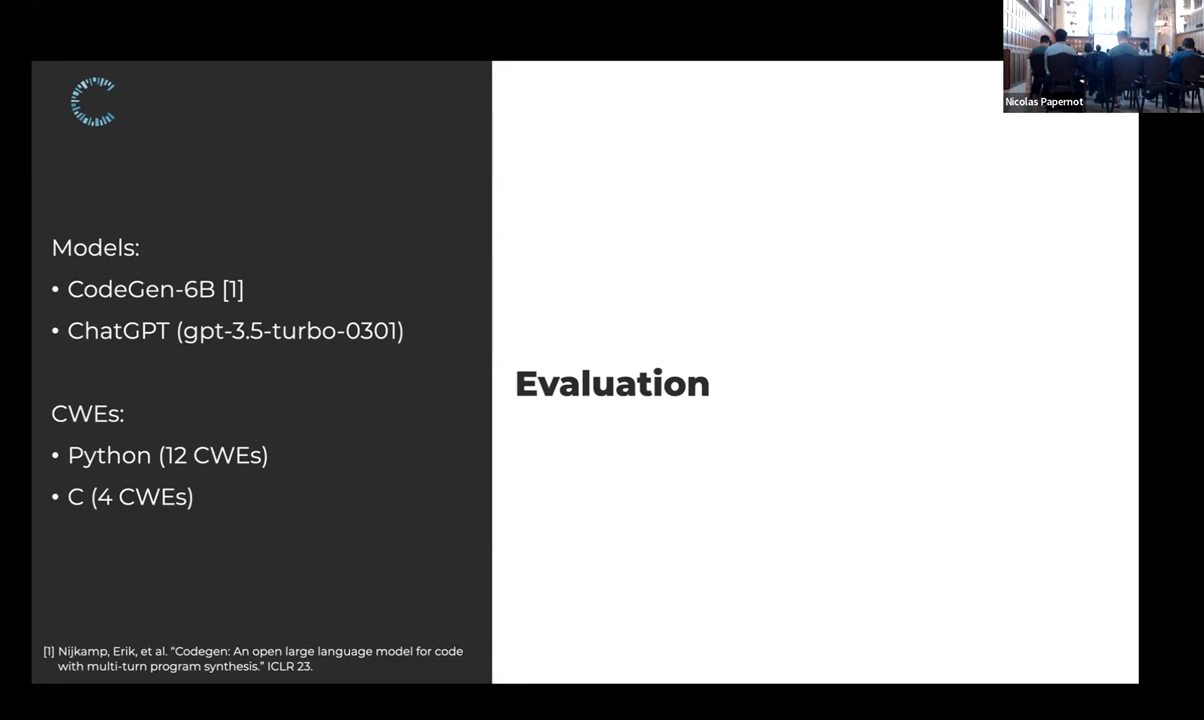 Nicolas Papernot
Models:
• CodeGen-6B [1]
• ChatGPT (gpt-3.5-turbo-0301)
CWEs:
• Python (12 CWEs)
• C (4 CWEs)
[1] Nijkamp, Erik, et al. “Codegen: An open large language model for code
with multi-turn program synthesis.” ICLR 23.
Evaluation